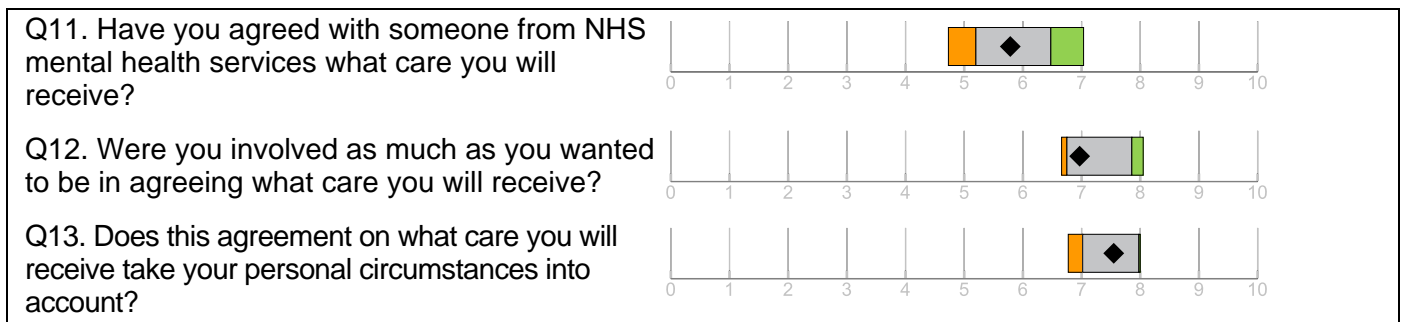 Q11. Have you agreed with someone from NHS
mental health services what care you will
receive?
0 1 2 3 4 5 6 7 8 9 10
Q12. Were you involved as much as you wanted
to be in agreeing what care you will receive?
0 1 2 3 4 5 6 7 8 9 10
Q13. Does this agreement on what care you will
receive take your personal circumstances into
account?
0 1 2 3 4 5 6 7 8 9 10